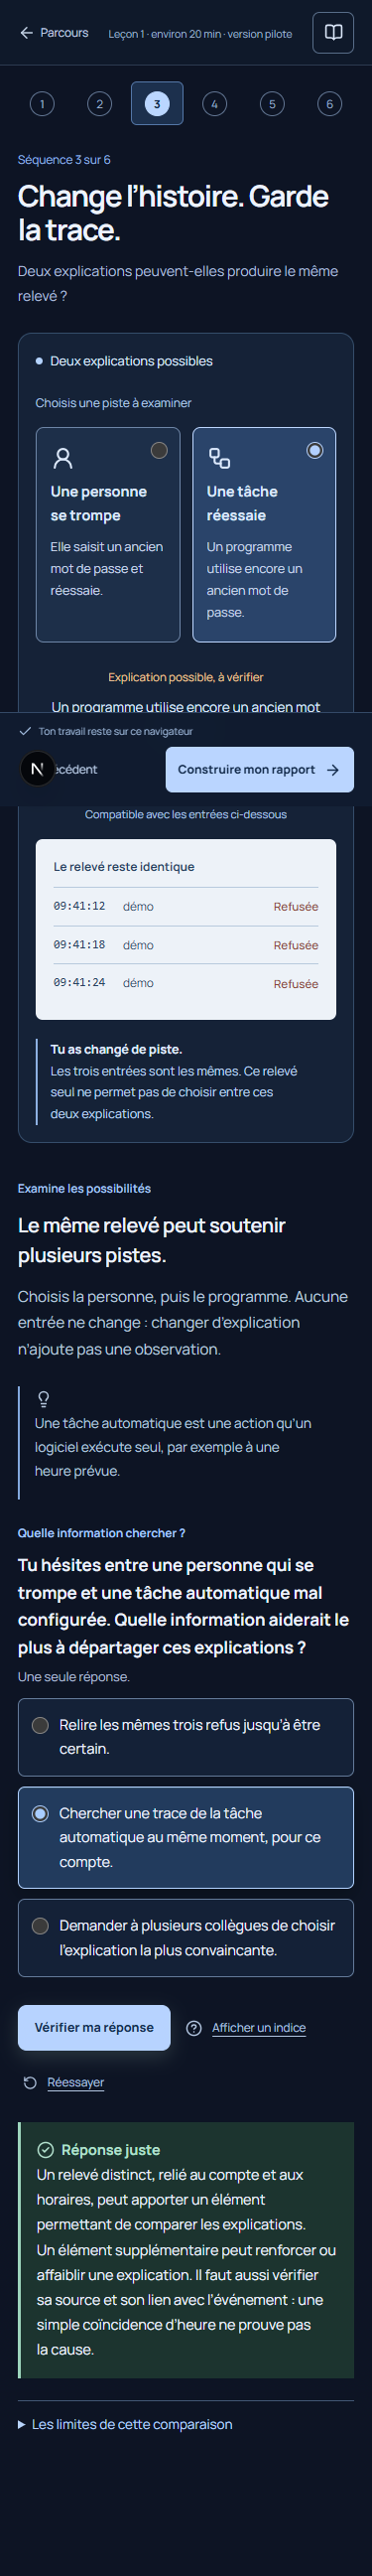 Parcours
Leçon 1 · environ 20 min · version pilote
1
2
3
4
5
6
Séquence 3 sur 6
Change l'histoire. Garde
la trace.
Deux explications peuvent-elles produire le même
relevé ?
Deux explications possibles
Choisis une piste à examiner
Une personne
se trompe
Elle saisit un ancien
mot de passe et
réessaie.
Une tâche
réessaie
Un programme
utilise encore un
ancien mot de
passe.
Explication possible, à vérifier
Un programme utilise encore un ancien mot
Ton travail reste sur ce navigateur
N
écédent
Construire mon rapport
Compatible avec les entrées ci-dessous
Le relevé reste identique
09:41:12 démo Refusée
09:41:18 démo Refusée
09:41:24 démo Refusée
Tu as changé de piste.
Les trois entrées sont les mêmes. Ce relevé
seul ne permet pas de choisir entre ces
deux explications.
Examine les possibilités
Le même relevé peut soutenir
plusieurs pistes.
Choisis la personne, puis le programme. Aucune
entrée ne change : changer d'explication
n'ajoute pas une observation.
Une tâche automatique est une action qu'un
logiciel exécute seul, par exemple à une
heure prévue.
Quelle information chercher ?
Tu hésites entre une personne qui se
trompe et une tâche automatique mal
configurée. Quelle information aiderait le
plus à départager ces explications ?
Une seule réponse.
Relire les mêmes trois refus jusqu'à être
certain.
Chercher une trace de la tâche
automatique au même moment, pour ce
compte.
Demander à plusieurs collègues de choisir
l'explication la plus convaincante.
Vérifier ma réponse
Afficher un indice
Réessayer
Réponse juste
Un relevé distinct, relié au compte et aux
horaires, peut apporter un élément
permettant de comparer les explications.
Un élément supplémentaire peut renforcer ou
affaiblir une explication. Il faut aussi vérifier
sa source et son lien avec l'événement : une
simple coïncidence d'heure ne prouve pas
la cause.
Les limites de cette comparaison